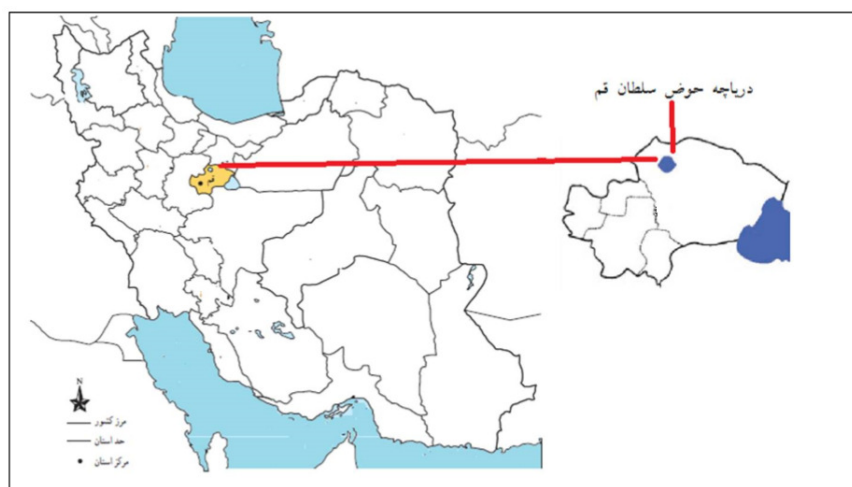 دریاچه حوض سلطان قم
N
مرز کشور
حد استان
مرکز استان